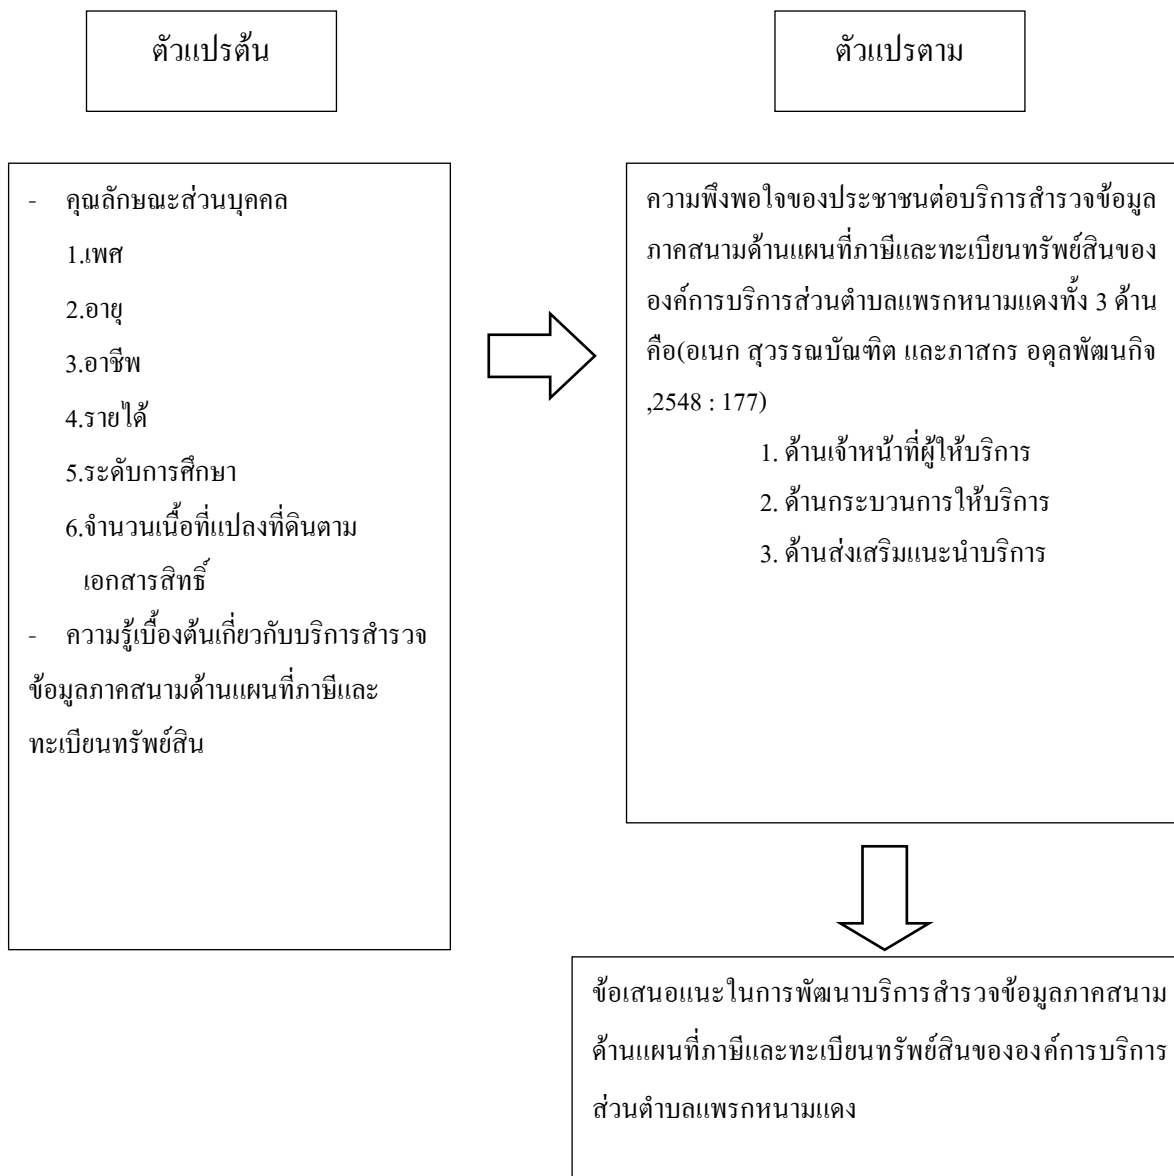 ตัวแปรต้น
ตัวแปรตาม
- คุณลักษณะส่วนบุคคล
1.เพศ
2.อายุ
3.อาชีพ
4.รายได้
5.ระดับการศึกษา
6.จำนวนเนื้อที่แปลงที่ดินตาม
เอกสารสิทธิ์
- ความรู้เบื้องต้นเกี่ยวกับบริการสำรวจ
ข้อมูลภาคสนามด้านแผนที่ภาษีและ
ทะเบียนทรัพย์สิน
ความพึงพอใจของประชาชนต่อบริการสำรวจข้อมูล
ภาคสนามด้านแผนที่ภาษีและทะเบียนทรัพย์สินของ
องค์การบริการส่วนตำบลแพรกหนามแดงทั้ง 3 ด้าน
คือ(อเนก สุวรรณบัณฑิต และภาสกร อดุลพัฒนกิจ
,2548 : 177)
1. ด้านเจ้าหน้าที่ผู้ให้บริการ
2. ด้านกระบวนการให้บริการ
3. ด้านส่งเสริมแนะนำบริการ
ข้อเสนอแนะในการพัฒนาบริการสำรวจข้อมูลภาคสนาม
ด้านแผนที่ภาษีและทะเบียนทรัพย์สินขององค์การบริการ
ส่วนตำบลแพรกหนามแดง